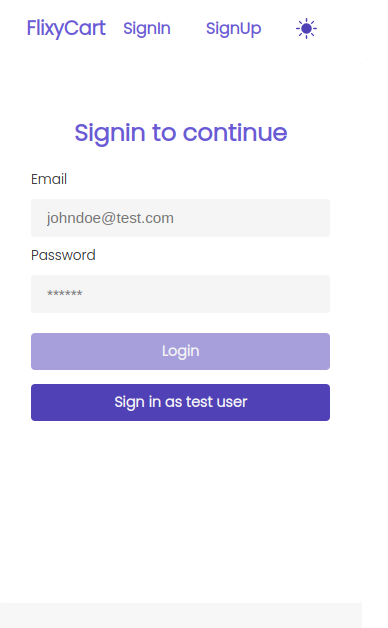 FlixyCart SignIn SignUp
Signin to continue
Email
johndoe@test.com
Password
******
Login
Sign in as test user